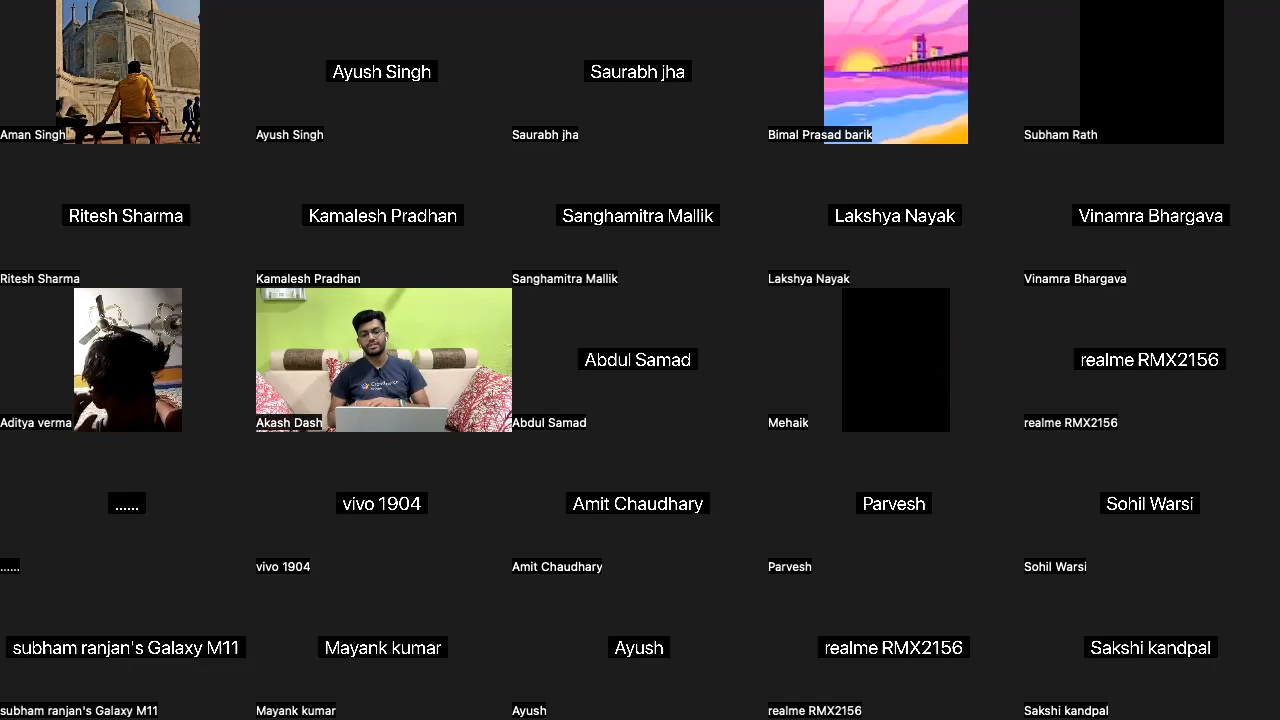 Aman Singh
Ayush Singh
Ayush Singh
Saurabh jha
Saurabh jha
Bimal Prasad barik
Subham Rath
Ritesh Sharma
Ritesh Sharma
Kamalesh Pradhan
Kamalesh Pradhan
Sanghamitra Mallik
Sanghamitra Mallik
Lakshya Nayak
Lakshya Nayak
Vinamra Bhargava
Vinamra Bhargava
Aditya verma
Akash Dash
Abdul Samad
Abdul Samad
Mehaik
realme RMX2156
realme RMX2156
......
......
vivo 1904
vivo 1904
Amit Chaudhary
Amit Chaudhary
Parvesh
Parvesh
Sohil Warsi
Sohil Warsi
subham ranjan's Galaxy M11
subham ranjan's Galaxy M11
Mayank kumar
Mayank kumar
Ayush
Ayush
realme RMX2156
realme RMX2156
Sakshi kandpal
Sakshi kandpal